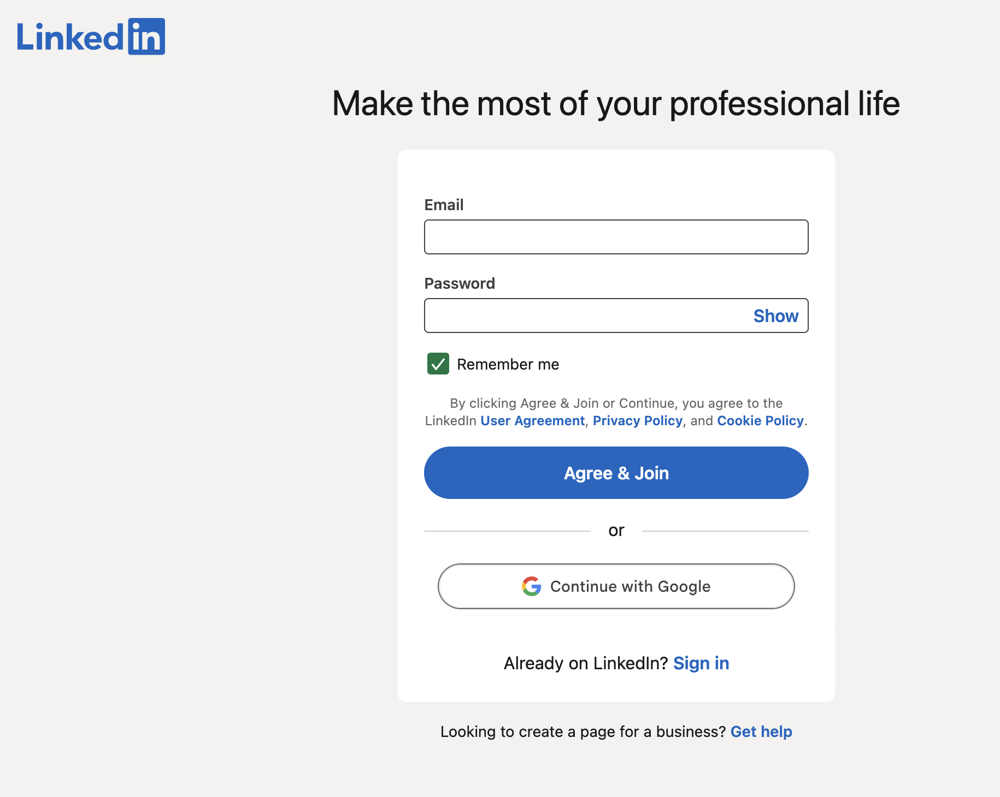 LinkedIn
Make the most of your professional life
Email
Password
Show
Remember me
By clicking Agree & Join or Continue, you agree to the
LinkedIn User Agreement, Privacy Policy, and Cookie Policy.
Agree & Join
or
Continue with Google
Already on LinkedIn? Sign in
Looking to create a page for a business? Get help